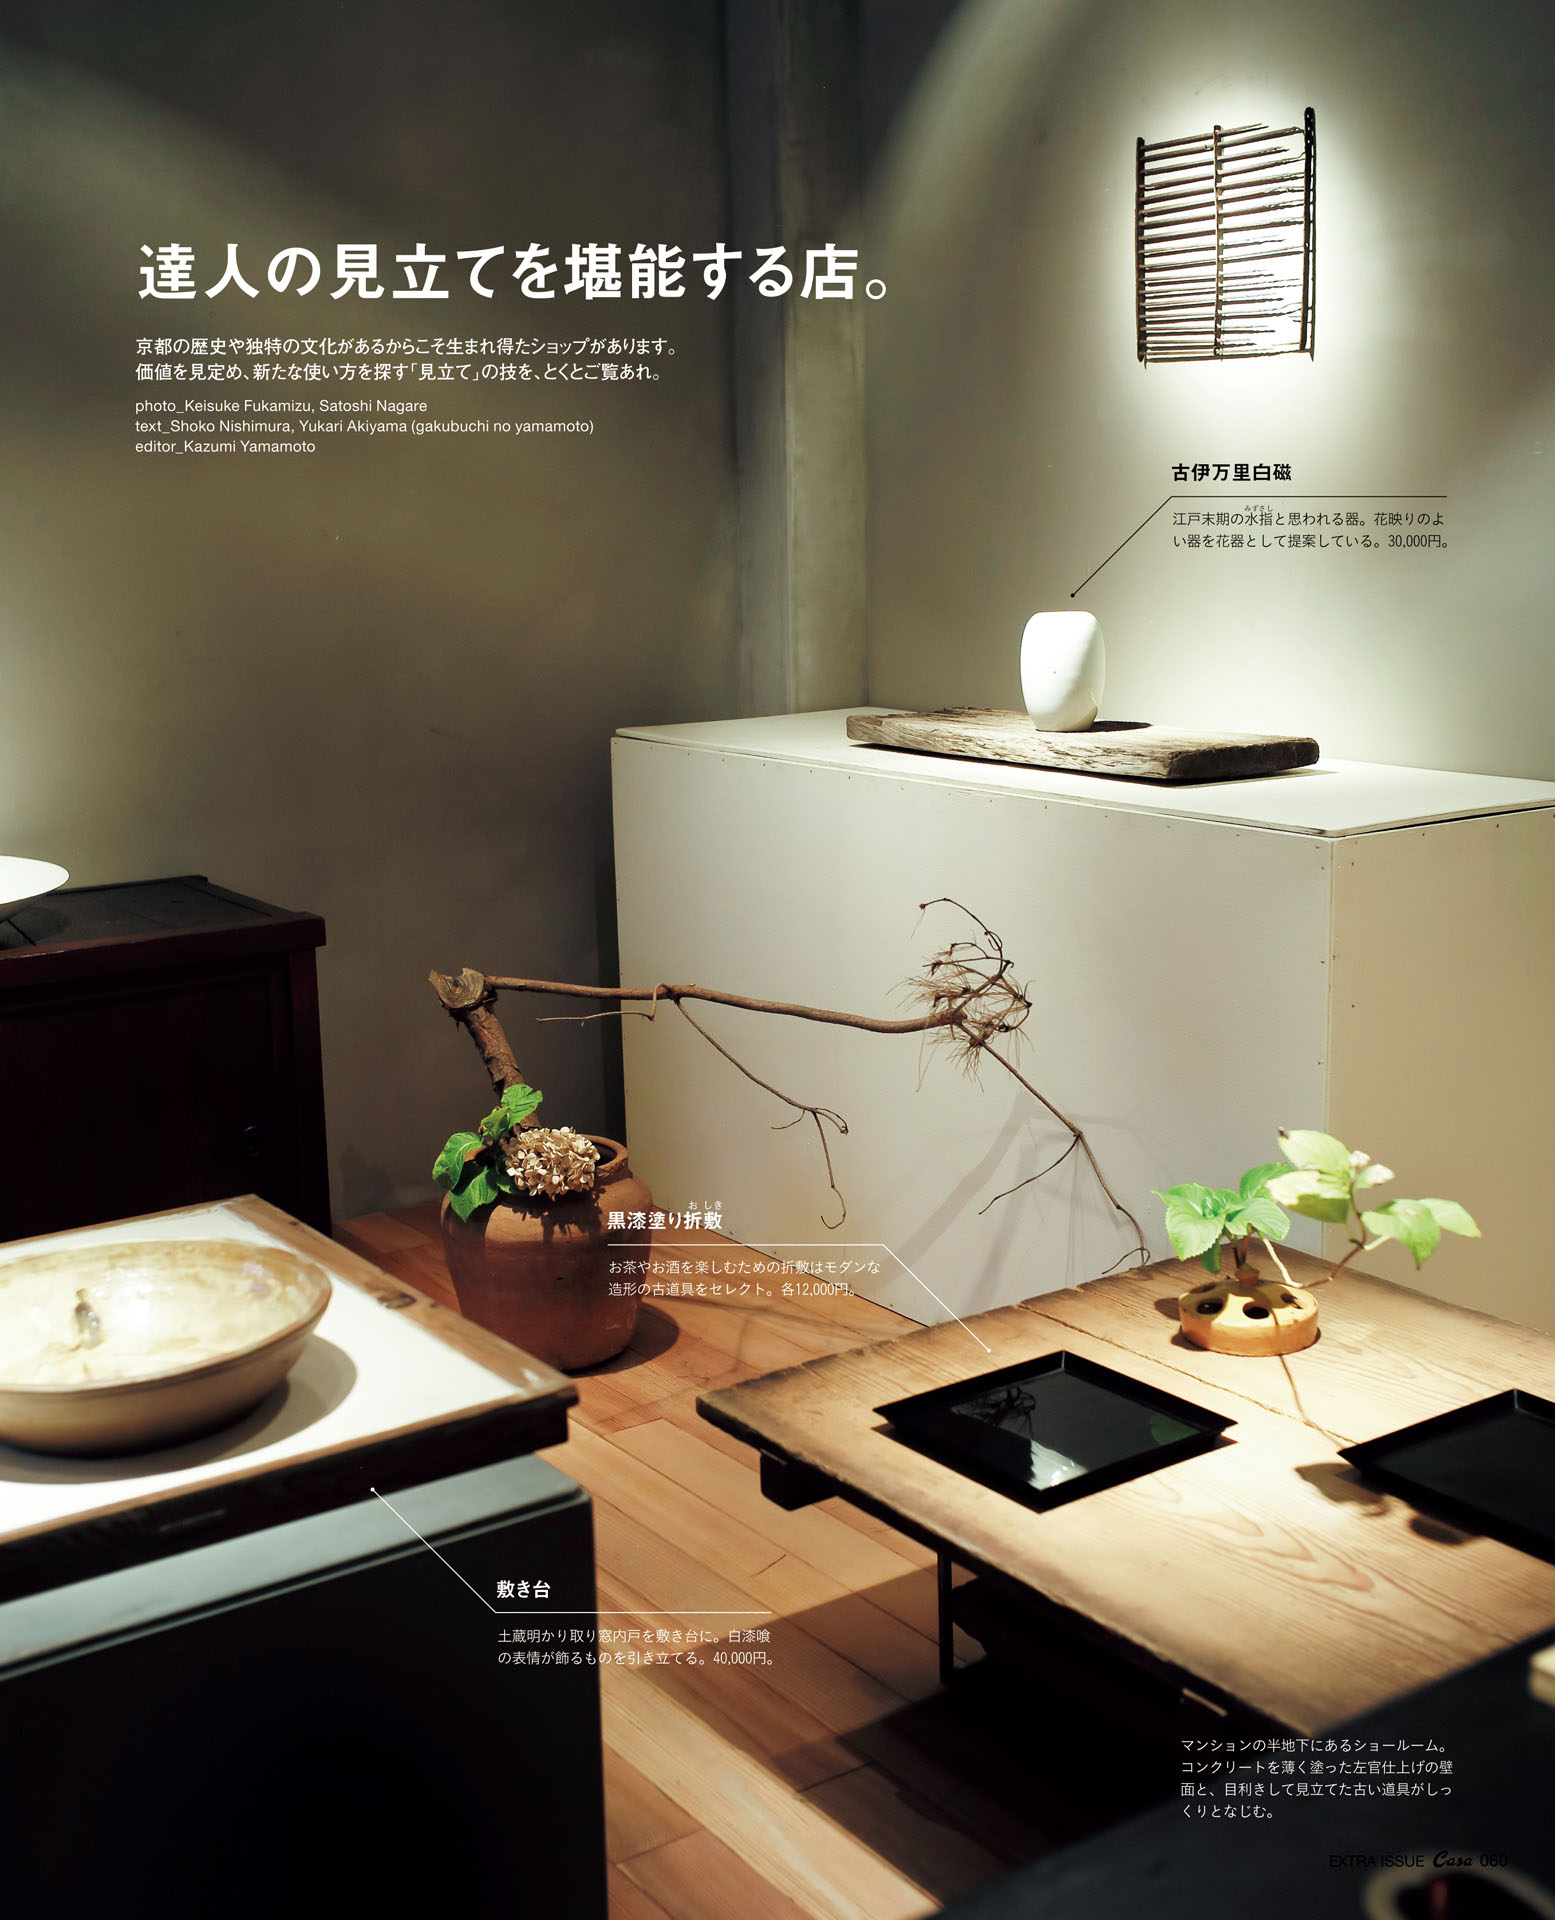 達人の見立てを堪能する店。
京都の歴史や独特の文化があるからこそ生まれ得たショップがあります。
価値を見定め、新たな使い方を探す「見立て」の技を、とくとご覧あれ。
photo_Keisuke Fukamizu, Satoshi Nagare
text_Shoko Nishimura, Yukari Akiyama (gakubuchi no yamamoto)
editor_Kazumi Yamamoto
古伊万里白磁
みずさし
江戸末期の水指と思われる器。花映りのよ
い器を花器として提案している。30,000円。
おしき
黒漆塗り折敷
お茶やお酒を楽しむための折敷はモダンな
造形の古道具をセレクト。各12,000円。
敷き台
土蔵明かり取り窓内戸を敷き台に。白漆喰
の表情が飾るものを引き立てる。40,000円。
マンションの半地下にあるショールーム。
コンクリートを薄く塗った左官仕上げの壁
面と、目利きして見立てた古い道具がしっ
くりとなじむ。
EXTRA ISSUE Casa 060